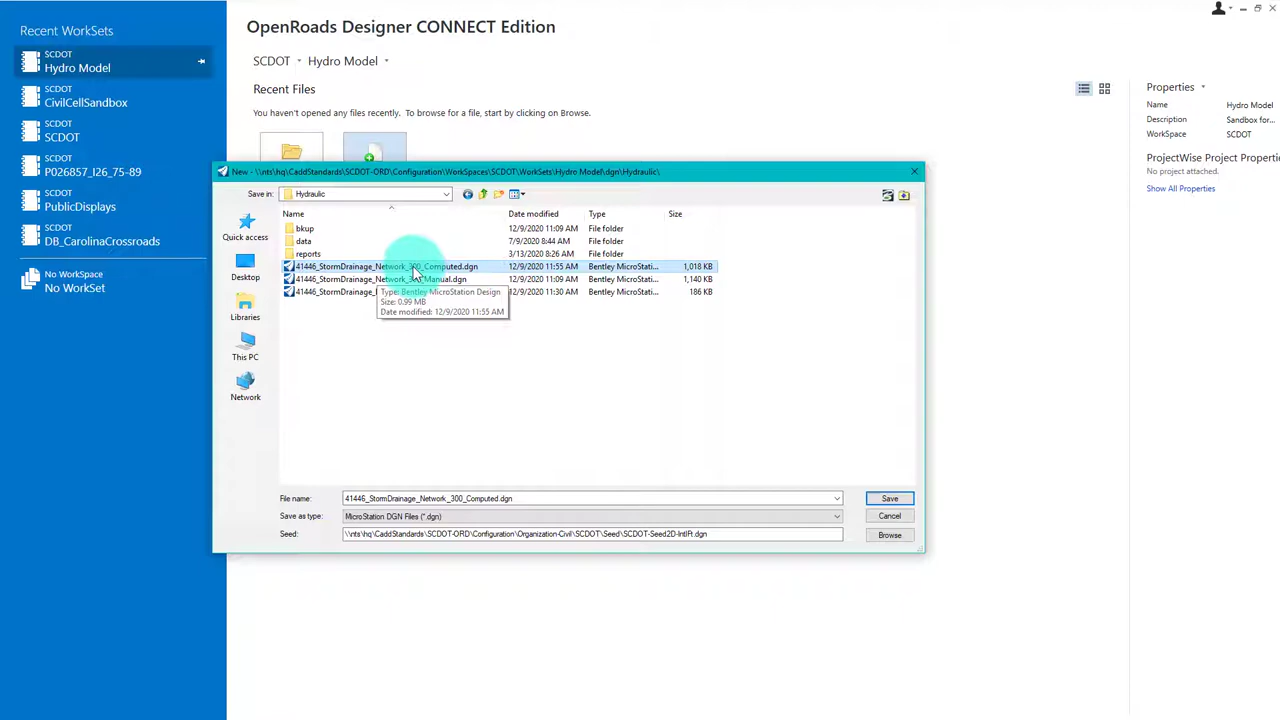 Recent WorkSets
SCDOT
Hydro Model
SCDOT
CivilCellSandbox
SCDOT
SCDOT
SCDOT
P026857_I26_75-89
SCDOT
PublicDisplays
SCDOT
DB_CarolinaCrossroads
No WorkSpace
No WorkSet
OpenRoads Designer CONNECT Edition
SCDOT Hydro Model
Recent Files
You haven't opened any files recently. To browse for a file, start by clicking on Browse.
New - \\nts\hq\CaddStandards\SCDOT-ORD\Configuration\WorkSpaces\SCDOT\WorkSets\Hydro Model\dgn\Hydraulic\
Save in: Hydraulic
Quick access
Desktop
Libraries
This PC
Network
Name Date modified Type Size
bkup 12/9/2020 11:09 AM File folder
data 7/9/2020 8:44 AM File folder
reports 3/13/2020 8:26 AM File folder
41446_StormDrainage_Network_300_Computed.dgn 12/9/2020 11:55 AM Bentley MicroStati... 1,018 KB
41446_StormDrainage_Network_300_Manual.dgn 12/9/2020 11:09 AM Bentley MicroStati... 1,140 KB
41446_StormDrainage_ 12/9/2020 11:30 AM Bentley MicroStati... 186 KB
Type: Bentley MicroStation Design
Size: 0.99 MB
Date modified: 12/9/2020 11:55 AM
File name: 41446_StormDrainage_Network_300_Computed.dgn Save
Save as type: MicroStation DGN Files (*.dgn) Cancel
Seed: \\nts\hq\CaddStandards\SCDOT-ORD\Configuration\Organization-Civil\SCDOT\Seed\SCDOT-Seed2D-IntlFt.dgn Browse
Properties
Name Hydro Model
Description Sandbox for...
WorkSpace SCDOT
ProjectWise Project Properti
No project attached.
Show All Properties